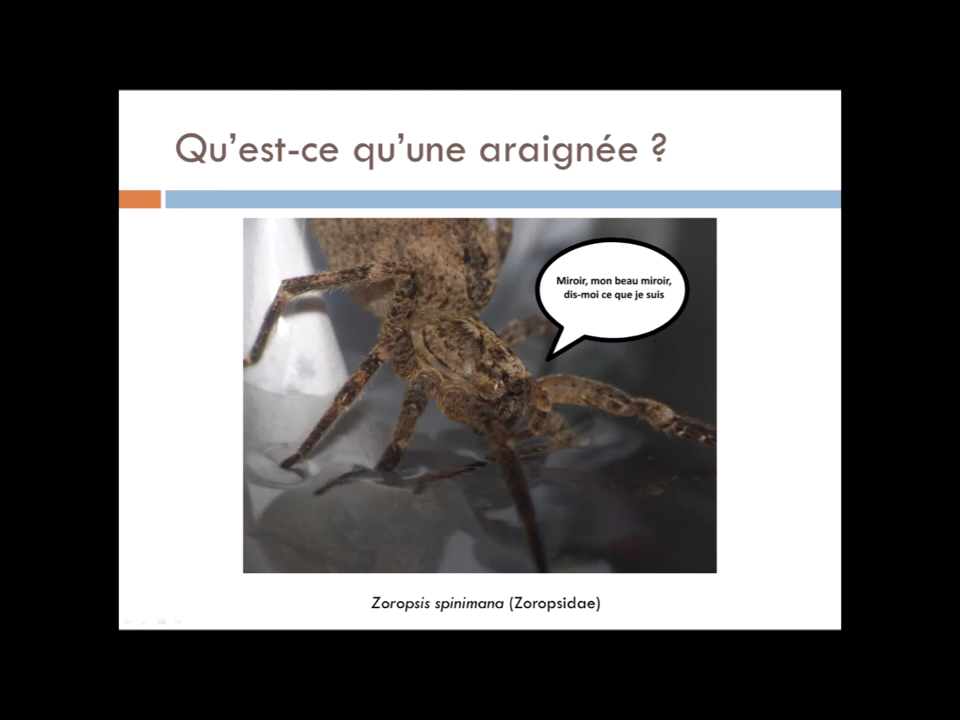 Qu’est-ce qu’une araignée ?
Miroir, mon beau miroir,
dis-moi ce que je suis
Zoropsis spinimana (Zoropsidae)